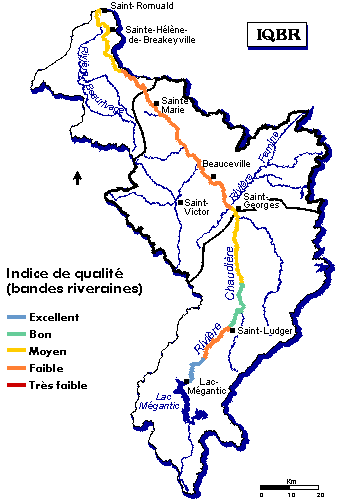 Saint-Romuald
IQBR
Sainte-Hélène-
de-Breakeyville
Rivière
Beaurivage
Sainte
Marie
Beauceville
Rivière Famine
Saint-
Victor
Saint-
Georges
Rivière Chaudière
Indice de qualité
(bandes riveraines)
Excellent
Bon
Moyen
Faible
Très faible
Saint-Ludger
Lac-
Mégantic
Lac
Mégantic
Km
0 10 20